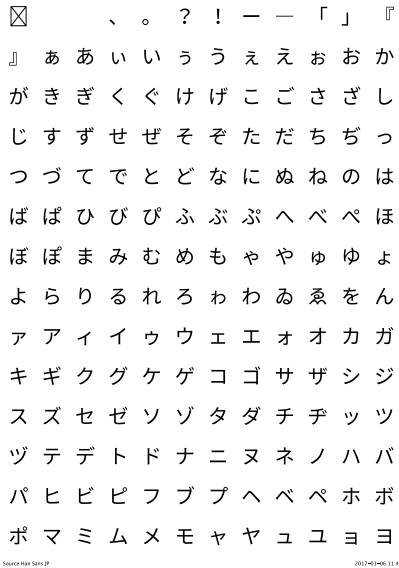 、 。 ? ! ー ― 「 」 『
』 ぁ あ ぃ い ぅ う ぇ え ぉ お か
が き ぎ く ぐ け げ こ ご さ ざ し
じ す ず せ ぜ そ ぞ た だ ち ぢ っ
つ づ て で と ど な に ぬ ね の は
ば ぱ ひ び ぴ ふ ぶ ぷ へ べ ぺ ほ
ぼ ぽ ま み む め も ゃ や ゅ ゆ ょ
よ ら り る れ ろ ゎ わ ゐ ゑ を ん
ァ ア ィ イ ゥ ウ ェ エ ォ オ カ ガ
キ ギ ク グ ケ ゲ コ ゴ サ ザ シ ジ
ス ズ セ ゼ ソ ゾ タ ダ チ ヂ ッ ツ
ヅ テ デ ト ド ナ ニ ヌ ネ ノ ハ バ
パ ヒ ビ ピ フ ブ プ ヘ ベ ペ ホ ボ
ポ マ ミ ム メ モ ャ ヤ ュ ユ ョ ヨ
Source Han Sans JP 2017-01-06 11:4